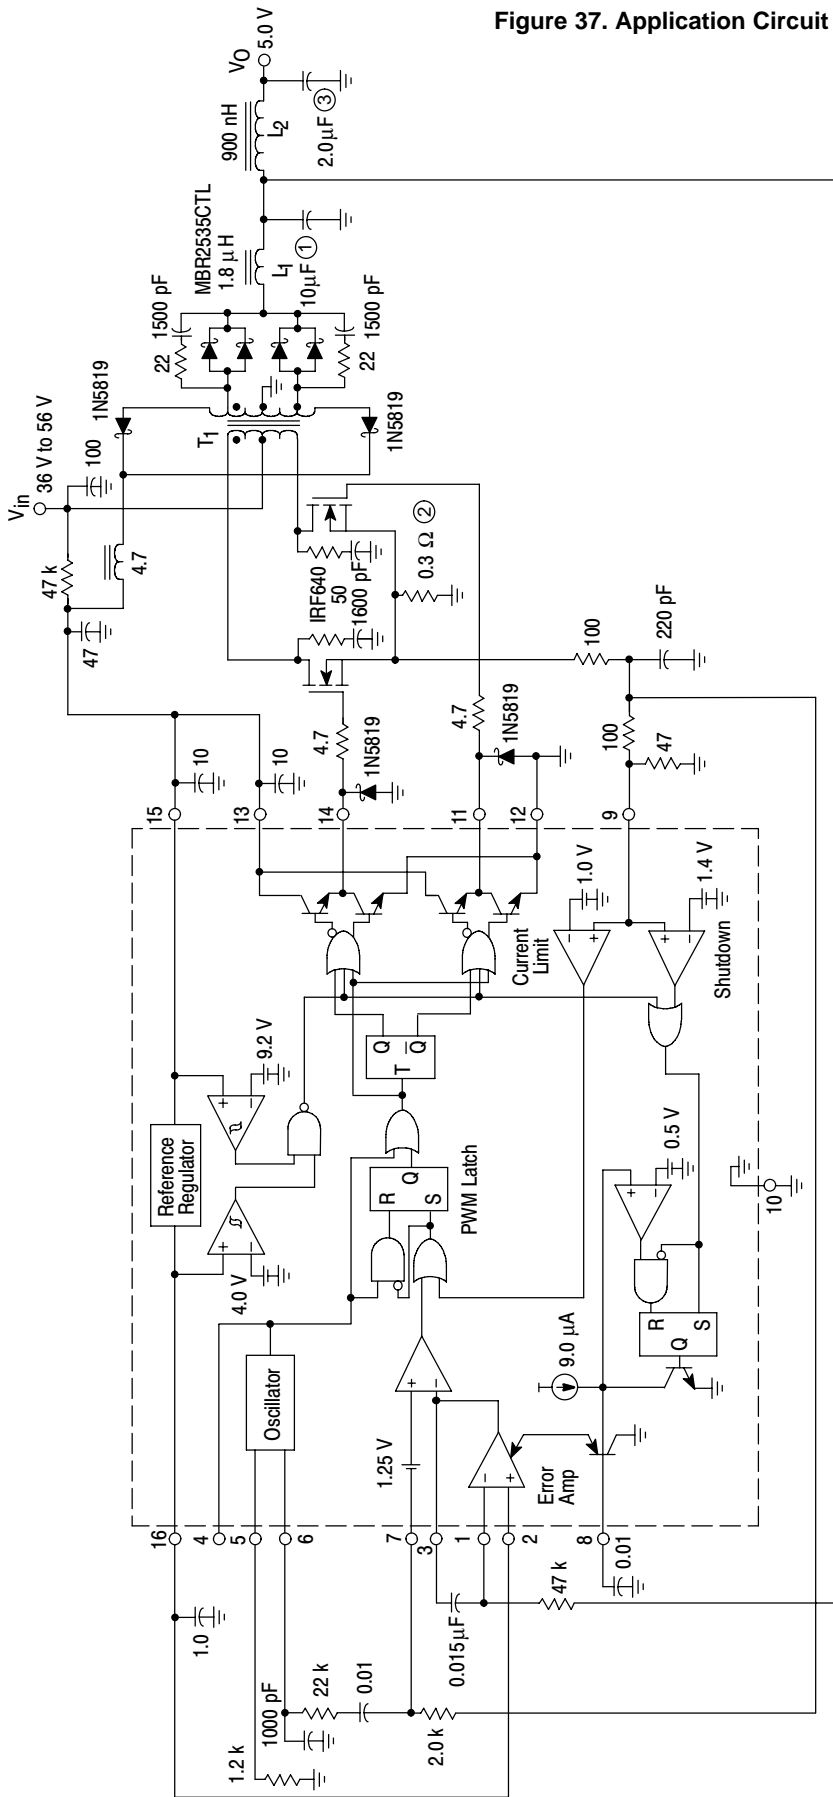 Figure 37. Application Circuit
VO
5.0 V
900 nH
L2
2.0 µF ③
MBR2535CTL
1.8 µH
L1
10µF ①
1500 pF
22
1500 pF
22
1N5819
T1
1N5819
Vin
36 V to 56 V
100
47 k
4.7
47
IRF640
50
1600 pF
0.3 Ω ②
4.7
1N5819
4.7
1N5819
100
220 pF
100
47
10
10
15
13
14
11
12
9
1.0 V
1.4 V
Current
Limit
Shutdown
9.2 V
Reference
Regulator
4.0 V
Q
T
Q
R
Q
S
PWM Latch
0.5 V
10
R
Q
S
9.0 µA
Oscillator
1.25 V
Error
Amp
16
4
5
6
7
3
1
2
8
0.01
1.0
47 k
0.015µF
0.01
22 k
1000 pF
2.0 k
1.2 k